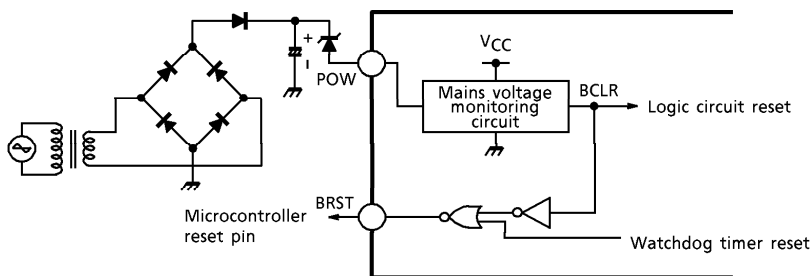 +
-
POW
VCC
Mains voltage
monitoring
circuit
BCLR
Logic circuit reset
BRST
Microcontroller
reset pin
Watchdog timer reset